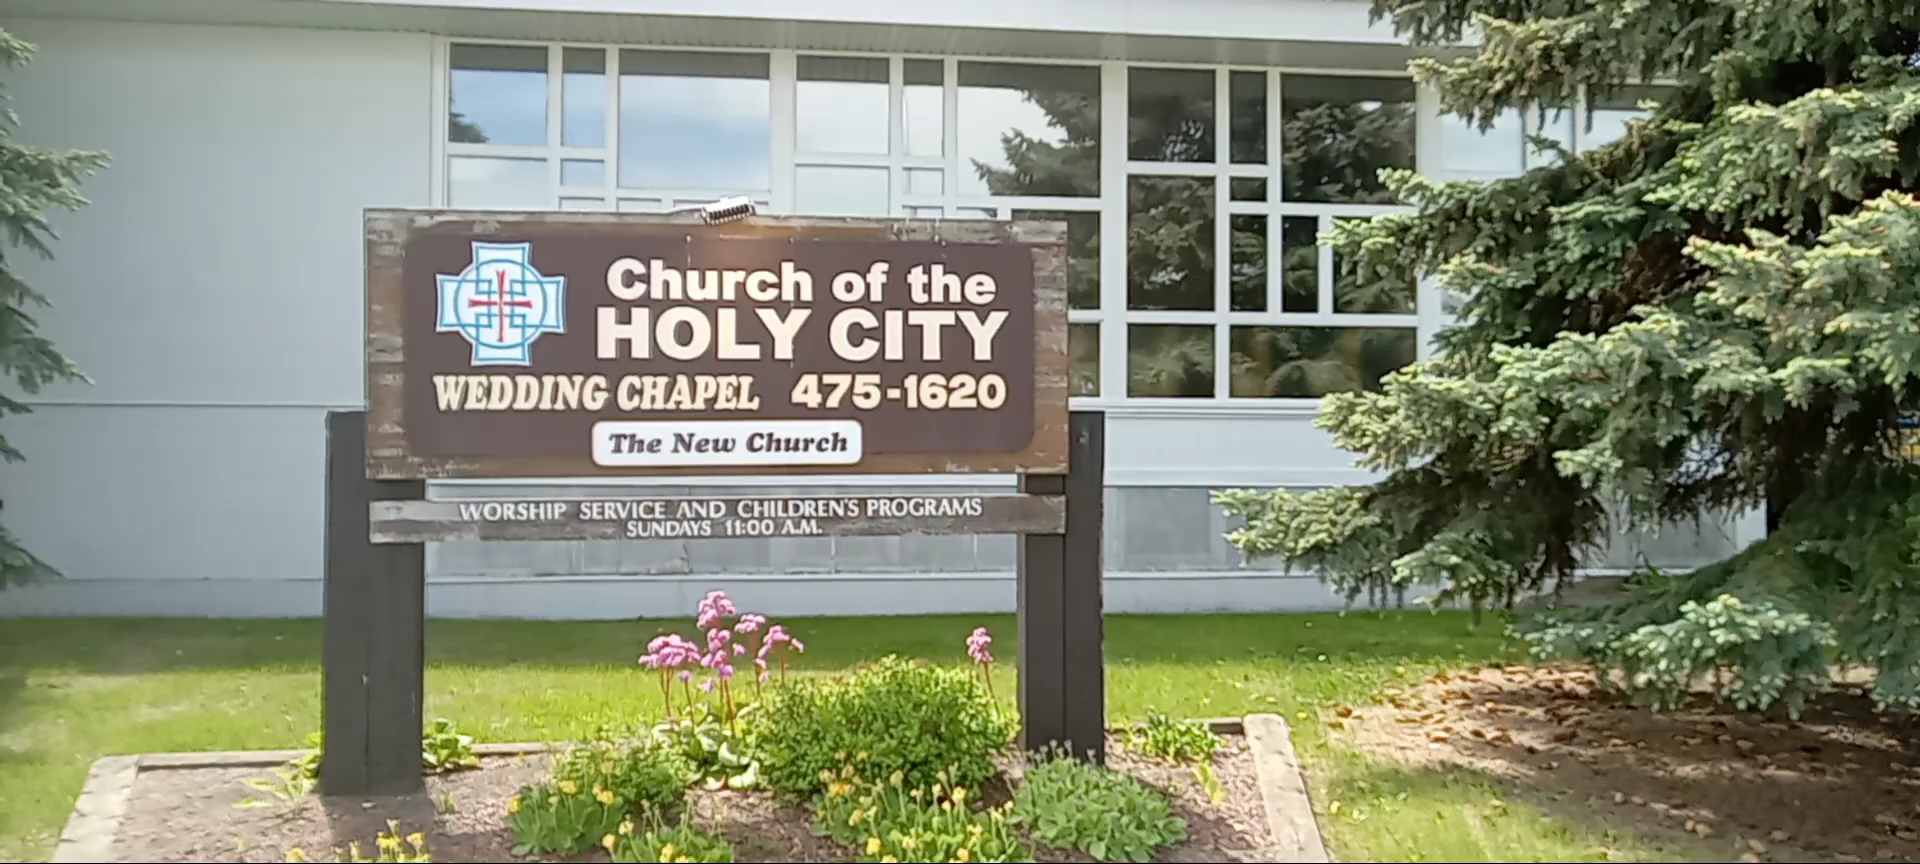 Church of the
HOLY CITY
WEDDING CHAPEL 475-1620
The New Church
WORSHIP SERVICE AND CHILDREN'S PROGRAMS
SUNDAYS 11:00 A.M.